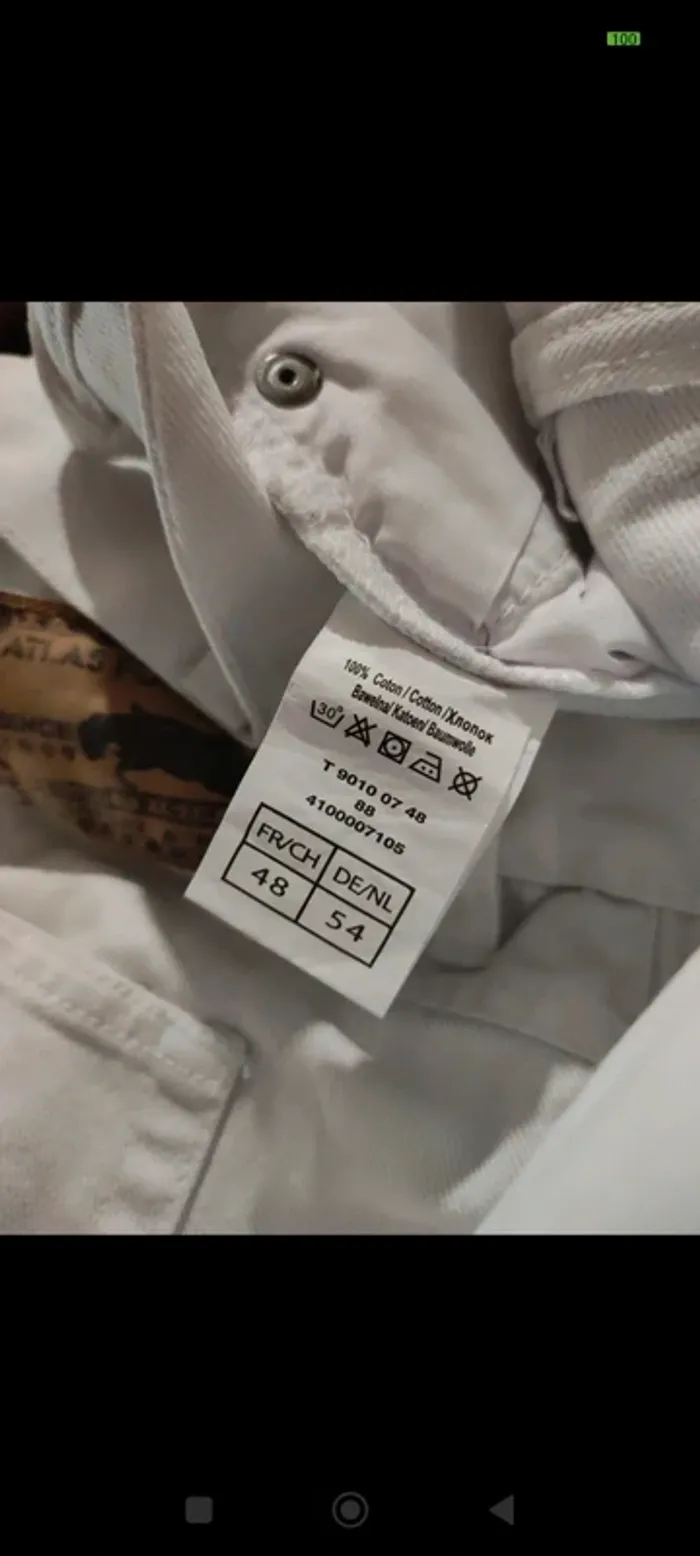 100
ATLAS
100% Coton / Cotton / Хлопок
Bawełna/ Katoen/ Baumwolle
30°
T 9010 07 48
88
4100007105
FR/CH DE/NL
48 54